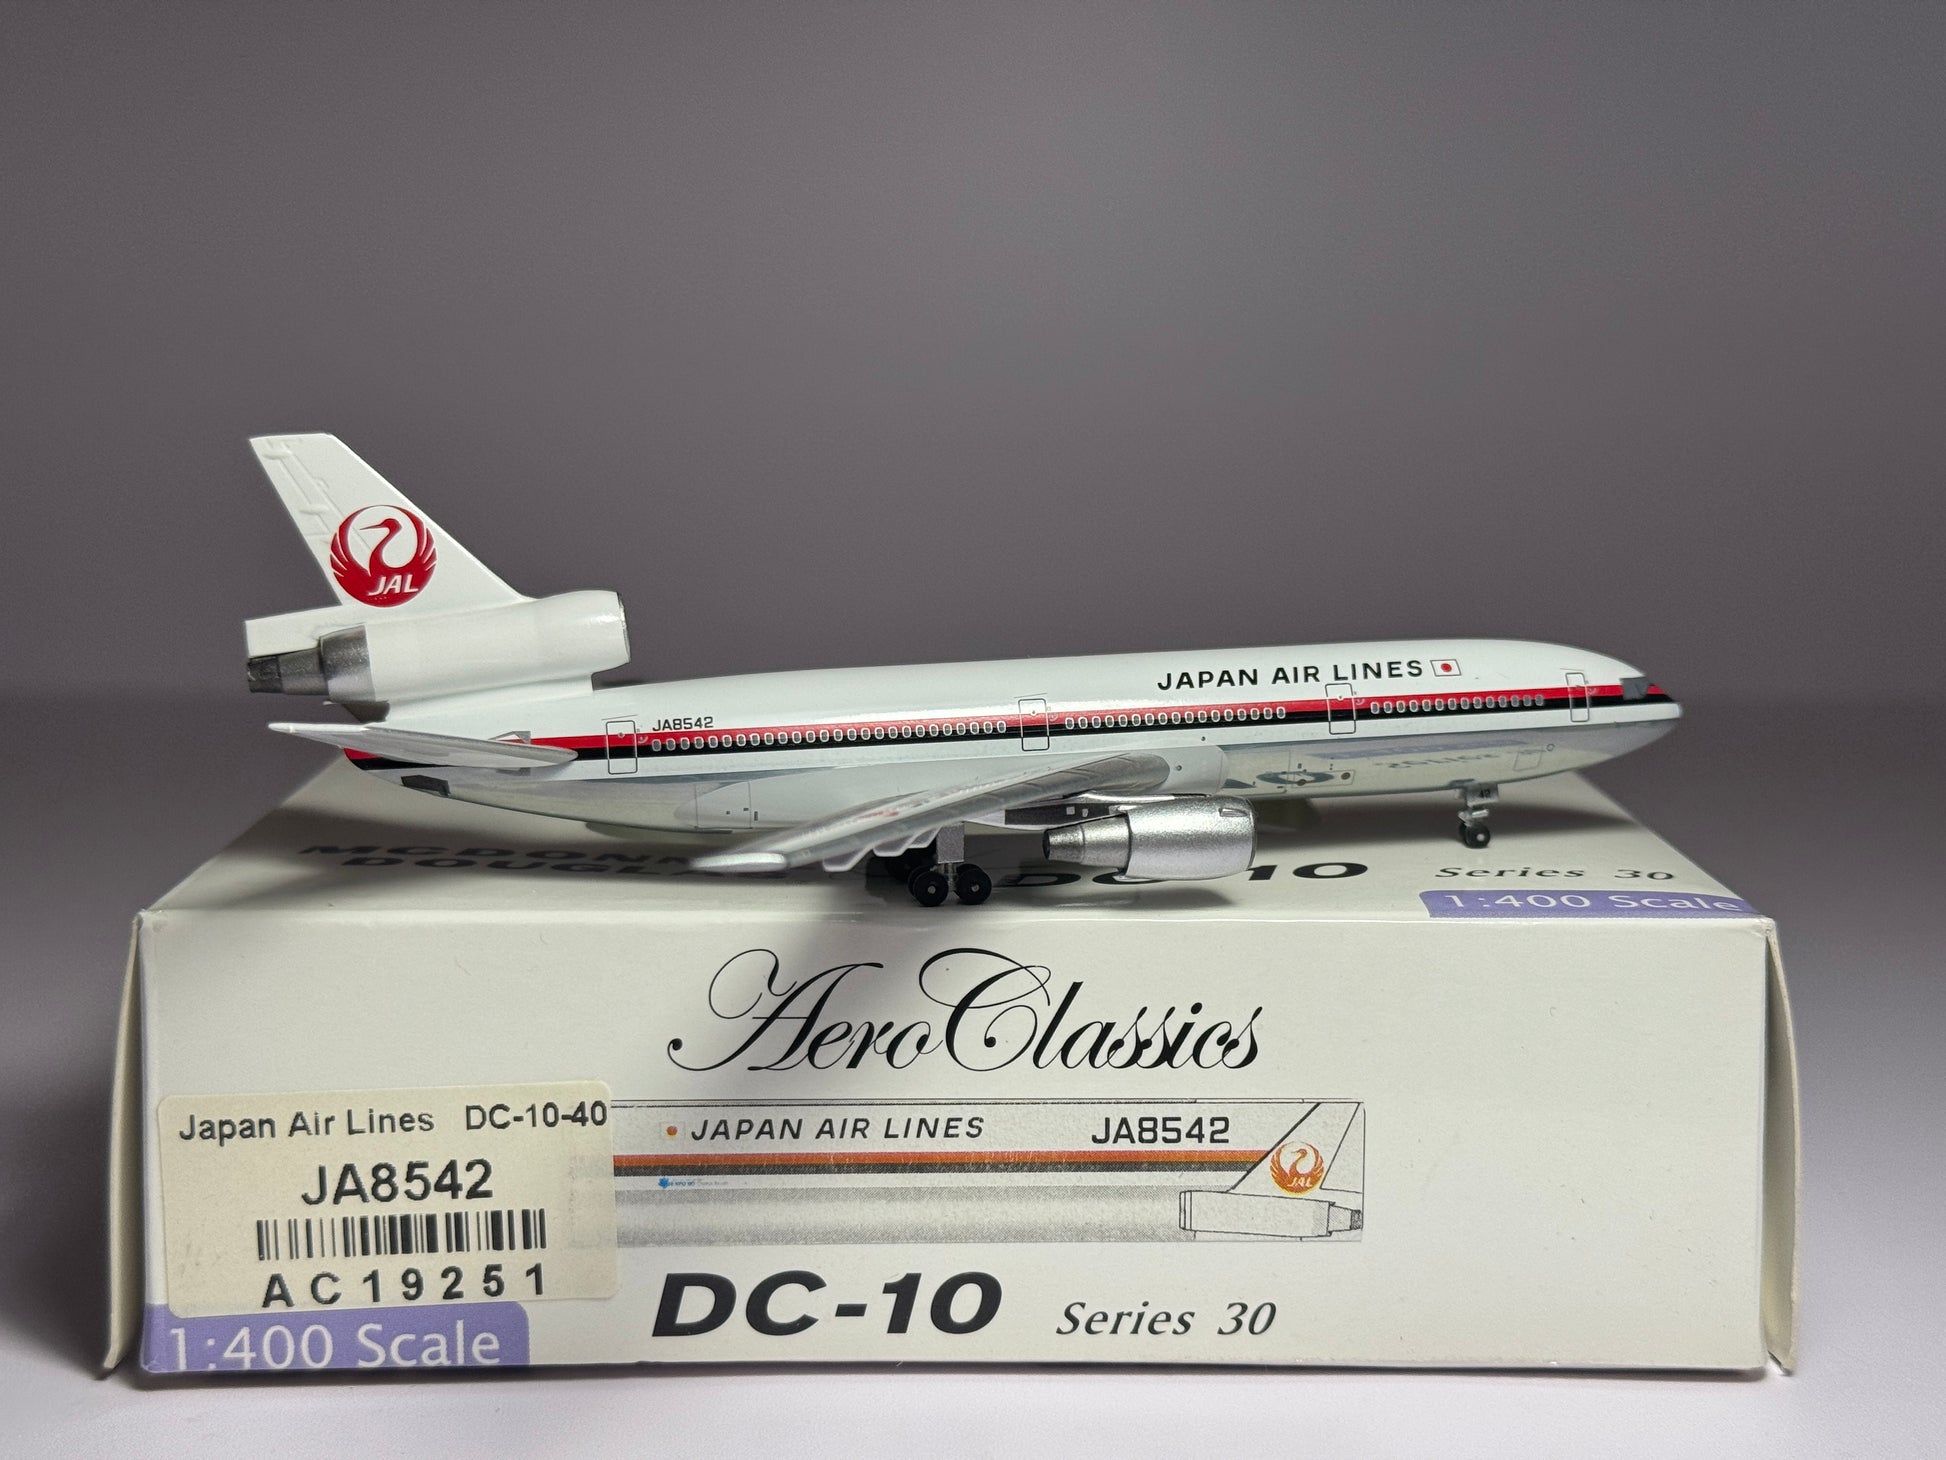 JAL
JAPAN AIR LINES
JA8542
42
DC-10 Series 30
1:400 Scale
AeroClassics
Japan Air Lines DC-10-40
JA8542
AC19251
1:400 Scale
JAPAN AIR LINES JA8542
JAL
DC-10 Series 30